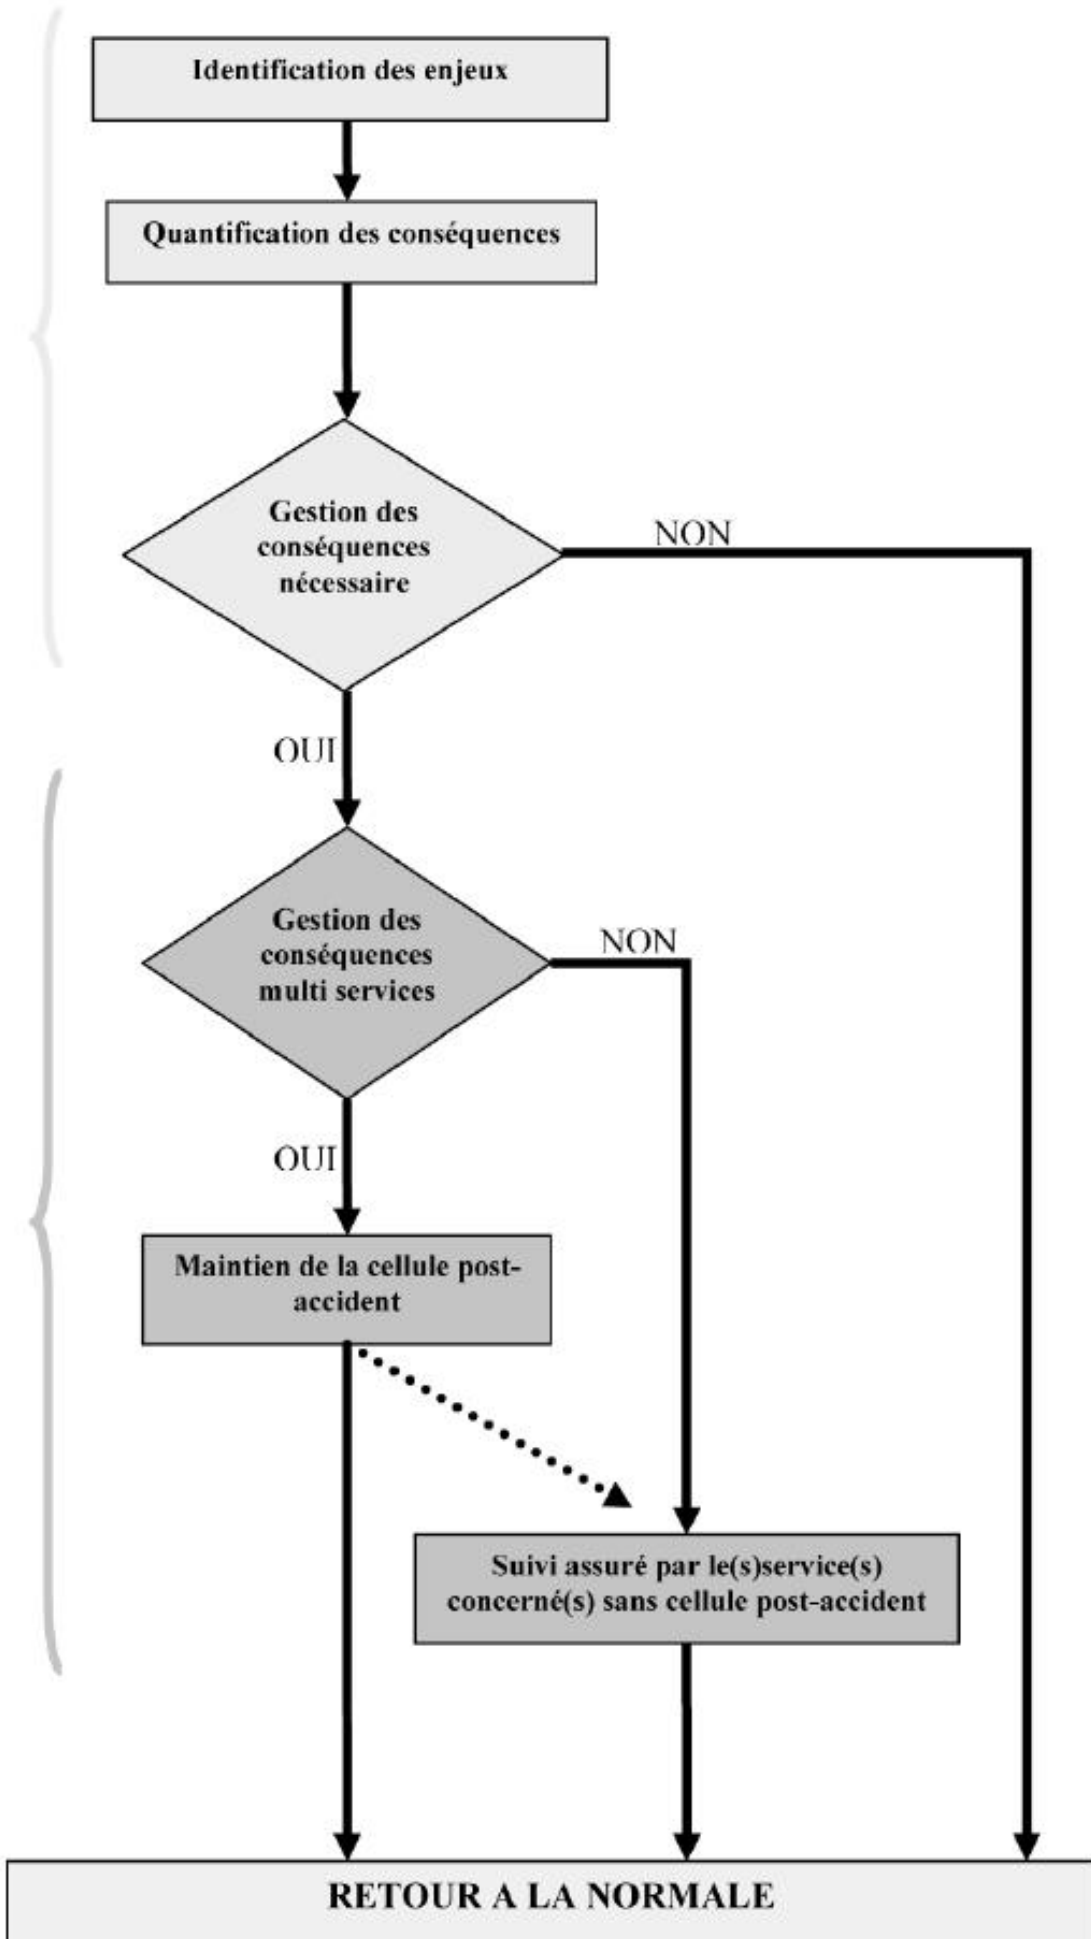 Identification des enjeux
Quantification des conséquences
Gestion des
conséquences
nécessaire
NON
OUI
Gestion des
conséquences
multi services
NON
OUI
Maintien de la cellule post-
accident
Suivi assuré par le(s)service(s)
concerné(s) sans cellule post-accident
RETOUR A LA NORMALE